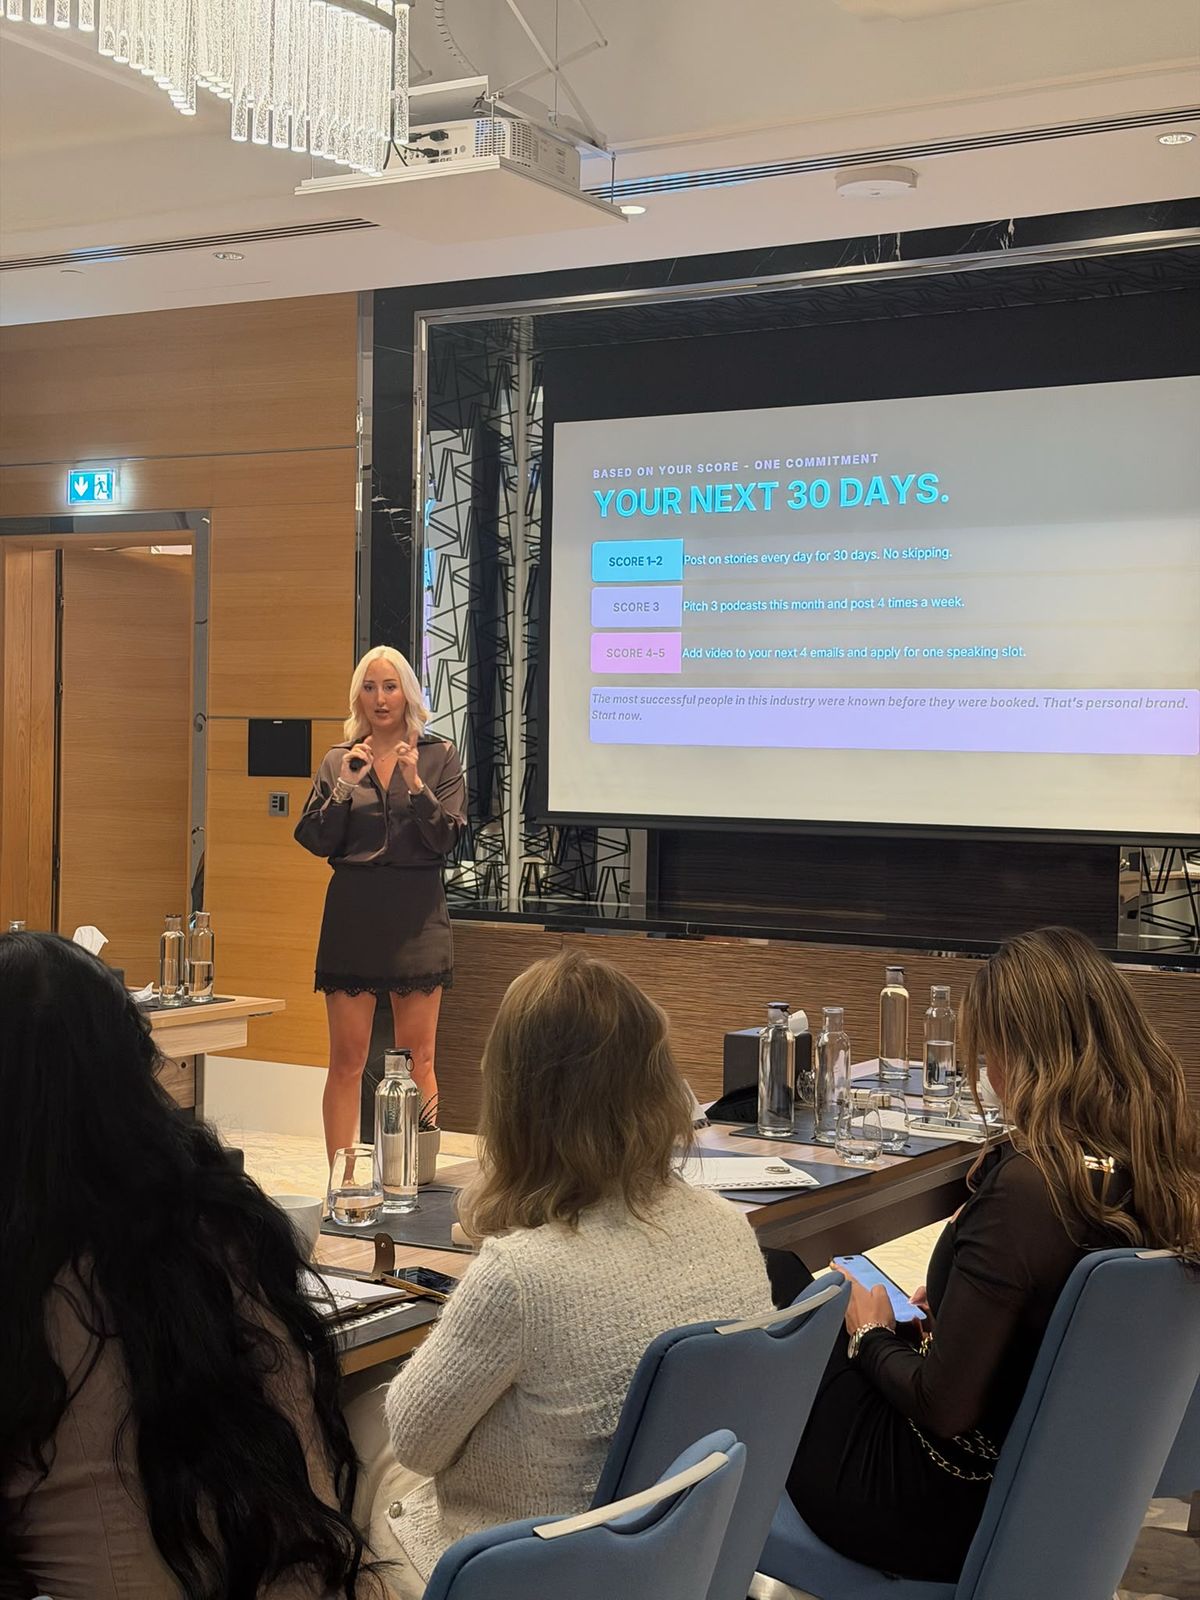 BASED ON YOUR SCORE - ONE COMMITMENT
YOUR NEXT 30 DAYS.
SCORE 1–2 Post on stories every day for 30 days. No skipping.
SCORE 3 Pitch 3 podcasts this month and post 4 times a week.
SCORE 4–5 Add video to your next 4 emails and apply for one speaking slot.
The most successful people in this industry were known before they were booked. That's personal brand.
Start now.